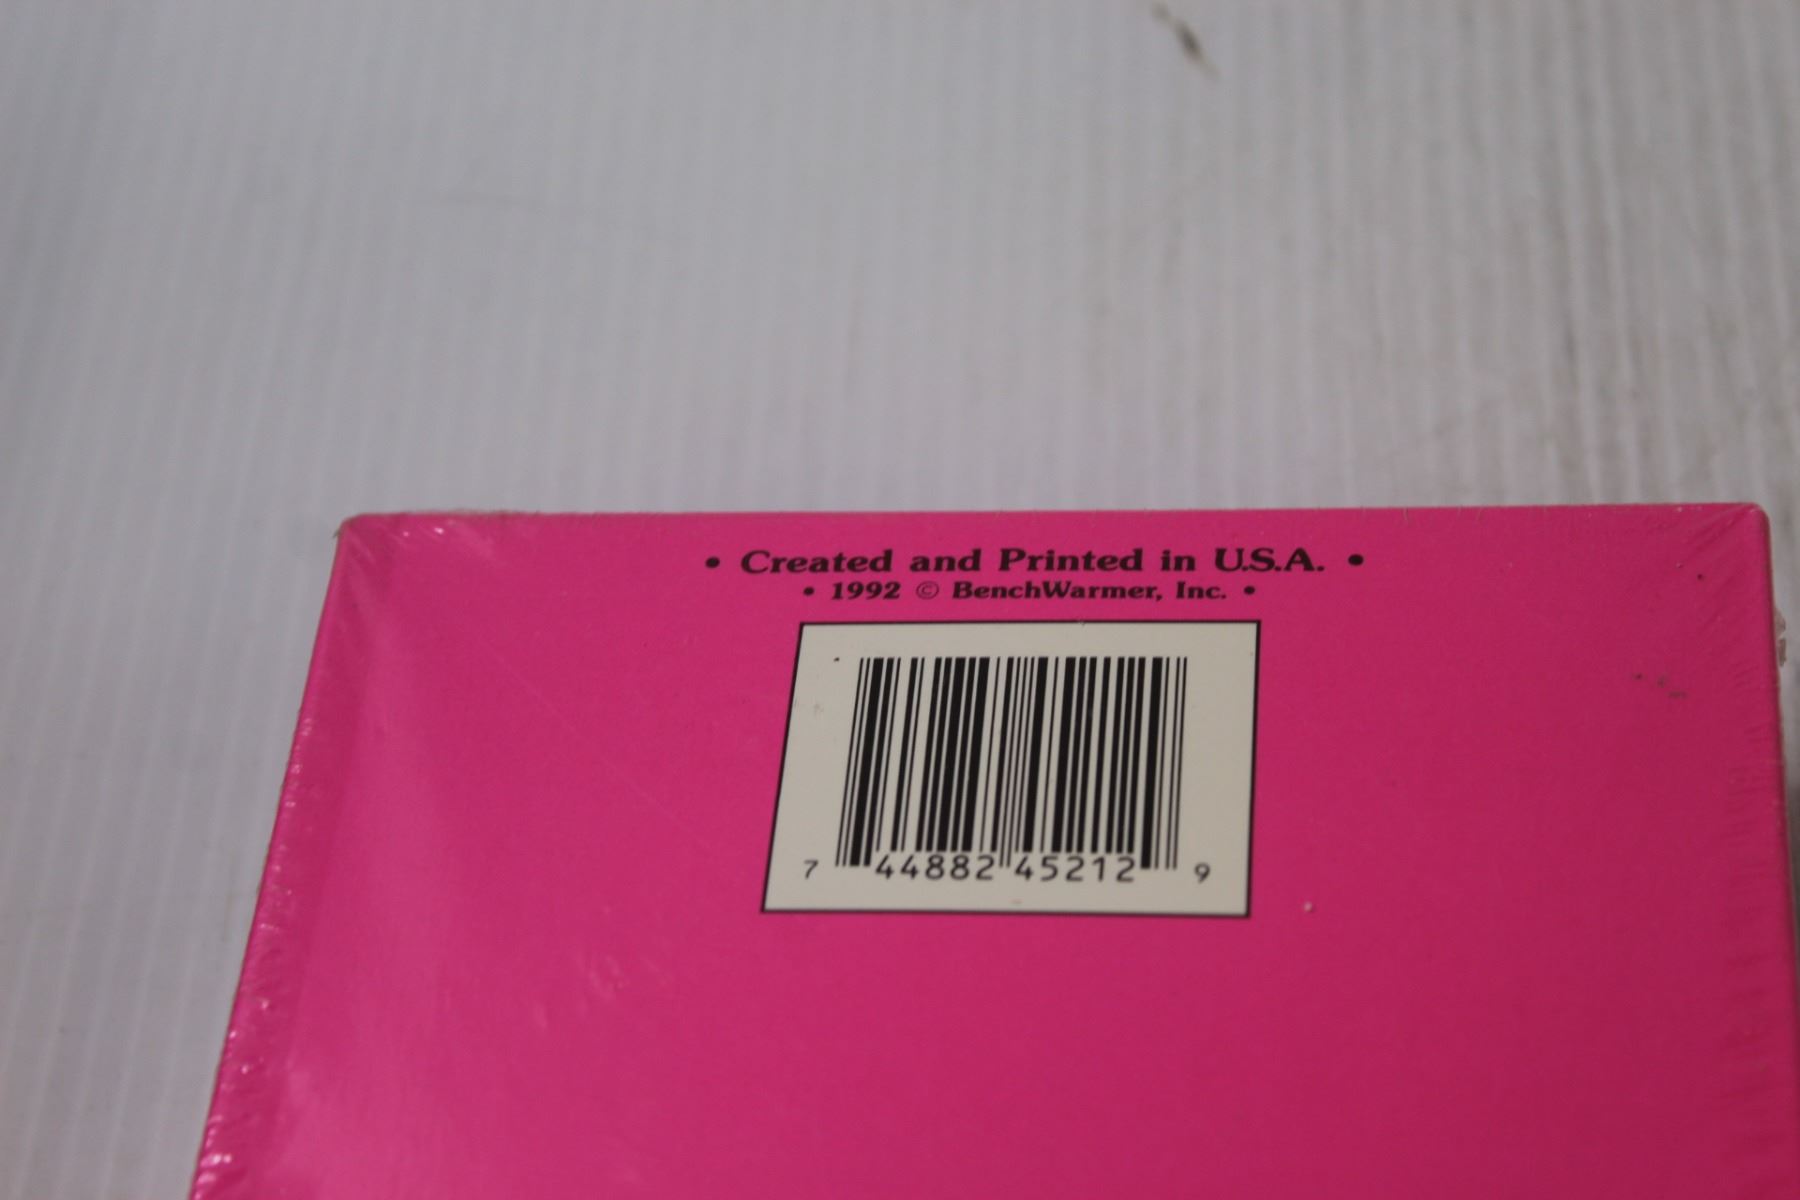 • Created and Printed in U.S.A. •
• 1992 © BenchWarmer, Inc. •
7 44882 45212 9